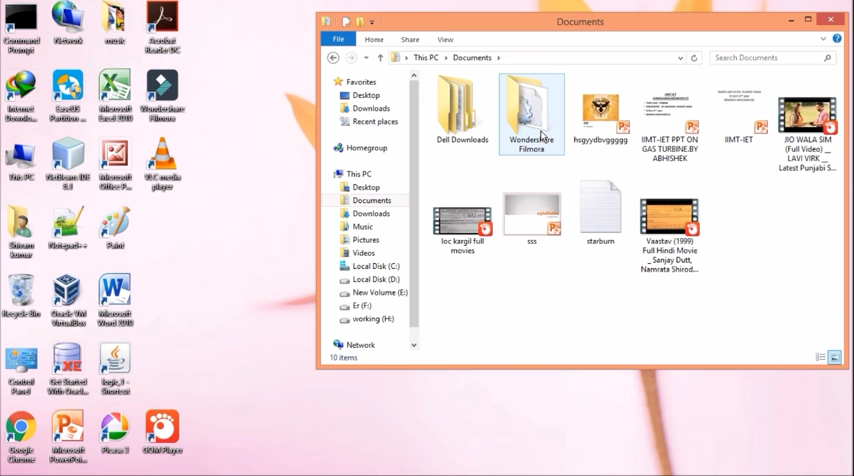 Command
Prompt
Network
music
Acrobat
Reader DC
Internet
Downlo...
EaseUS
Partition ...
Microsoft
Excel 2010
Wondershare
Filmora
This PC
NetBeans IDE
8.1
Microsoft
Office P...
VLC media
player
Shivam
kumar
Notepad++
Paint
Recycle Bin
Oracle VM
VirtualBox
Microsoft
Word 2010
Control
Panel
Get Started
With Oracl...
logic_1 -
Shortcut
Google
Chrome
Microsoft
PowerPoi...
Picasa 3
GOM Player
Documents
File
Home
Share
View
This PC
Documents
Search Documents
Favorites
Desktop
Downloads
Recent places
Homegroup
This PC
Desktop
Documents
Downloads
Music
Pictures
Videos
Local Disk (C:)
Local Disk (D:)
New Volume (E:)
Er (F:)
working (H:)
Network
Dell Downloads
Wondershare
Filmora
hsgyydbvggggg
IIMT-IET PPT ON
GAS TURBINE.BY
ABHISHEK
IIMT-IET
JIO WALA SIM
(Full Video) __
LAVI VIRK __
Latest Punjabi S...
loc kargil full
movies
sss
starburn
Vaastav (1999)
Full Hindi Movie
_ Sanjay Dutt,
Namrata Shirod...
10 items